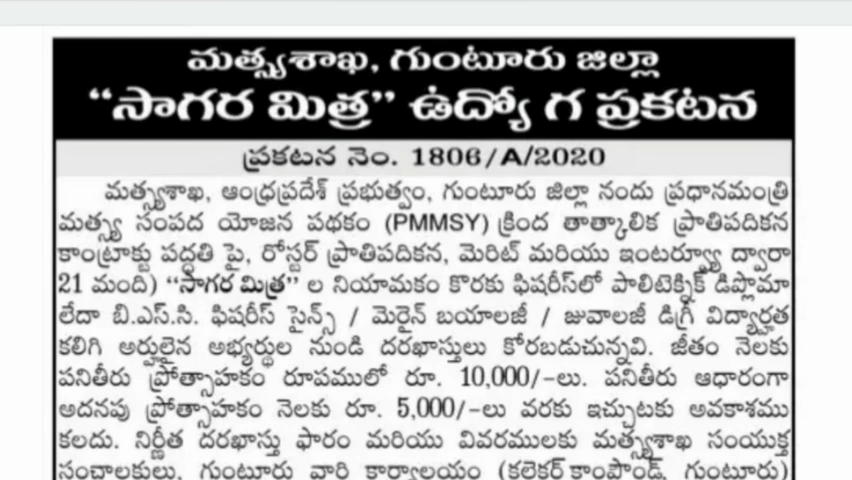 మత్స్యశాఖ, గుంటూరు జిల్లా
“సాగర మిత్ర” ఉద్యో గ ప్రకటన
ప్రకటన నెం. 1806/A/2020
మత్స్యశాఖ, ఆంధ్రప్రదేశ్ ప్రభుత్వం, గుంటూరు జిల్లా నందు ప్రధానమంత్రి
మత్స్య సంపద యోజన పథకం (PMMSY) క్రింద తాత్కాలిక ప్రాతిపదికన
కాంట్రాక్టు పద్ధతి పై, రోస్టర్ ప్రాతిపదికన, మెరిట్ మరియు ఇంటర్వ్యూ ద్వారా
21 మంది) “సాగర మిత్ర” ల నియామకం కొరకు ఫిషరీస్‌లో పాలిటెక్నిక్ డిప్లొమా
లేదా బి.ఎస్.సి. ఫిషరీస్ సైన్స్ / మెరైన్ బయాలజీ / జువాలజీ డిగ్రీ విద్యార్హత
కలిగి అర్హులైన అభ్యర్థుల నుండి దరఖాస్తులు కోరబడుచున్నవి. జీతం నెలకు
పనితీరు ప్రోత్సాహకం రూపములో రూ. 10,000/-లు. పనితీరు ఆధారంగా
అదనపు ప్రోత్సాహకం నెలకు రూ. 5,000/-లు వరకు ఇచ్చుటకు అవకాశము
కలదు. నిర్ణీత దరఖాస్తు ఫారం మరియు వివరములకు మత్స్యశాఖ సంయుక్త
సంచాలకులు, గుంటూరు వారి కార్యాలయం (కలెక్టర్ కాంపౌండ్, గుంటూరు)